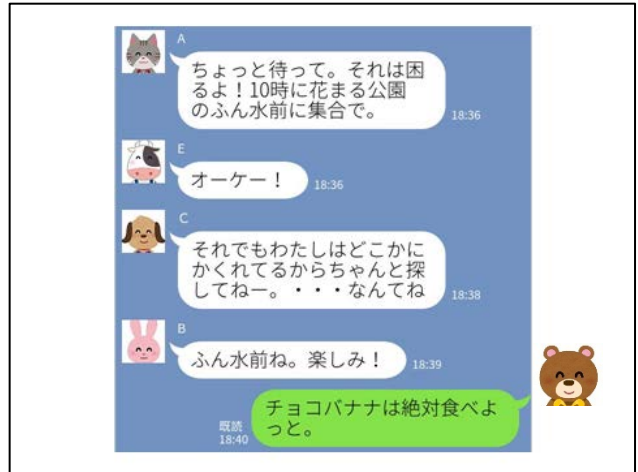 A
ちょっと待って。それは困
るよ！10時に花まる公園
のふん水前に集合で。
18:36
E
オーケー！
18:36
C
それでもわたしはどこかに
かくれてるからちゃんと探
してねー。・・・なんてね
18:38
B
ふん水前ね。楽しみ！
18:39
チョコバナナは絶対食べよ
っと。
既読
18:40